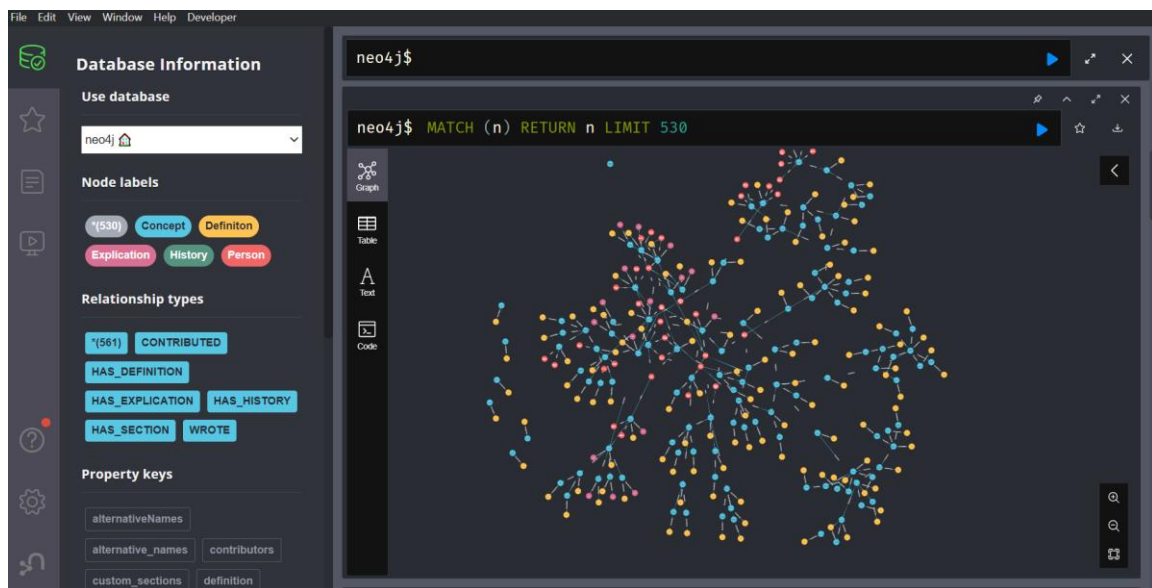 File Edit View Window Help Developer
Database Information
Use database
neo4j
Node labels
*(530) Concept Definiton
Explication History Person
Relationship types
*(561) CONTRIBUTED
HAS_DEFINITION
HAS_EXPLICATION HAS_HISTORY
HAS_SECTION WROTE
Property keys
alternativeNames
alternative_names contributors
custom_sections definition
neo4j$
neo4j$ MATCH (n) RETURN n LIMIT 530
Graph
Table
A
Text
Code